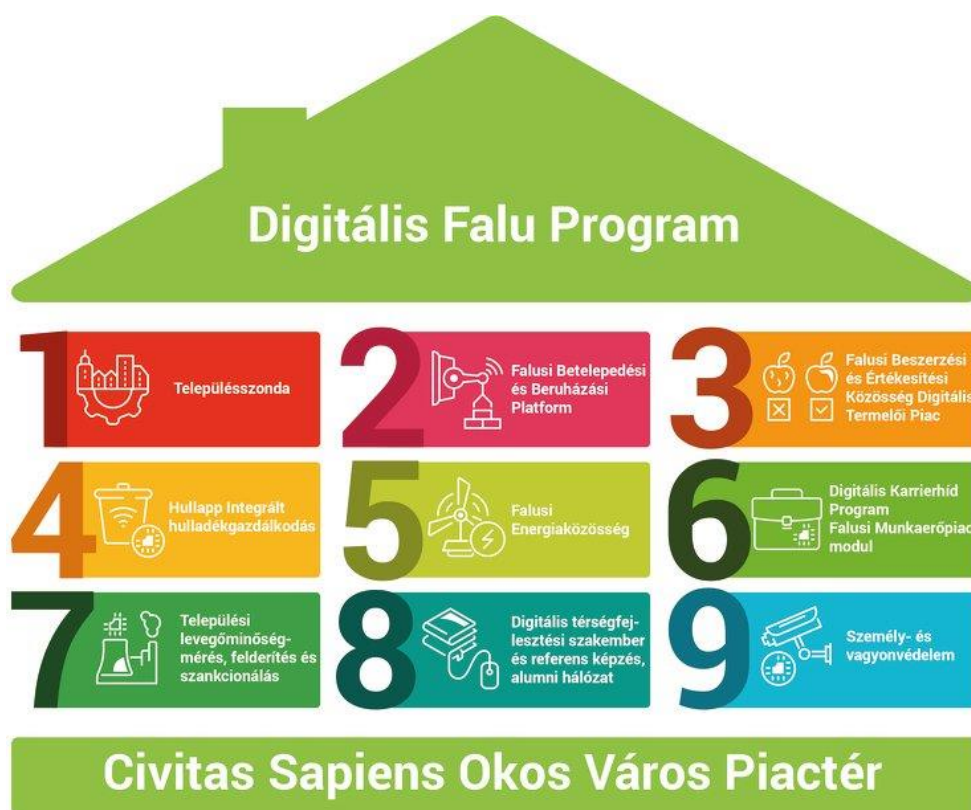 Digitális Falu Program
1
Településszonda
2
Falusi Betelepedési
és Beruházási
Platform
3
Falusi Beszerzési
és Értékesítési
Közösség Digitális
Termelői Piac
4
Hullapp Integrált
hulladékgazdálkodás
5
Falusi
Energiaközösség
6
Digitális Karrierhíd
Program
Falusi Munkaerőpiac
modul
7
Települési
levegőminőség-
mérés, felderítés és
szankcionálás
8
Digitális térségfej-
lesztési szakember
és referens képzés,
alumni hálózat
9
Személy- és
vagyonvédelem
Civitas Sapiens Okos Város Piactér